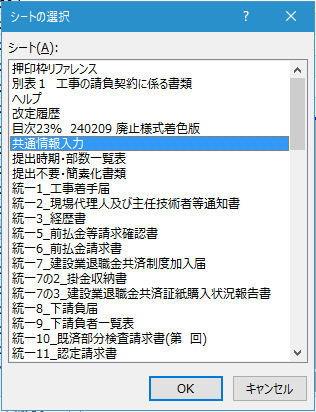 シートの選択
?
シート(A):
押印枠リファレンス
別表1 工事の請負契約に係る書類
ヘルプ
改定履歴
目次23% 240209 廃止様式着色版
共通情報入力
提出時期・部数一覧表
提出不要・簡素化書類
統一1_工事着手届
統一2_現場代理人及び主任技術者等通知書
統一3_経歴書
統一5_前払金等請求確認書
統一6_前払金請求書
統一7_建設業退職金共済制度加入届
統一7の2_掛金収納書
統一7の3_建設業退職金共済証紙購入状況報告書
統一8_下請負届
統一9_下請負者一覧表
統一10_既済部分検査請求書(第 回)
統一11_認定請求書
OK
キャンセル